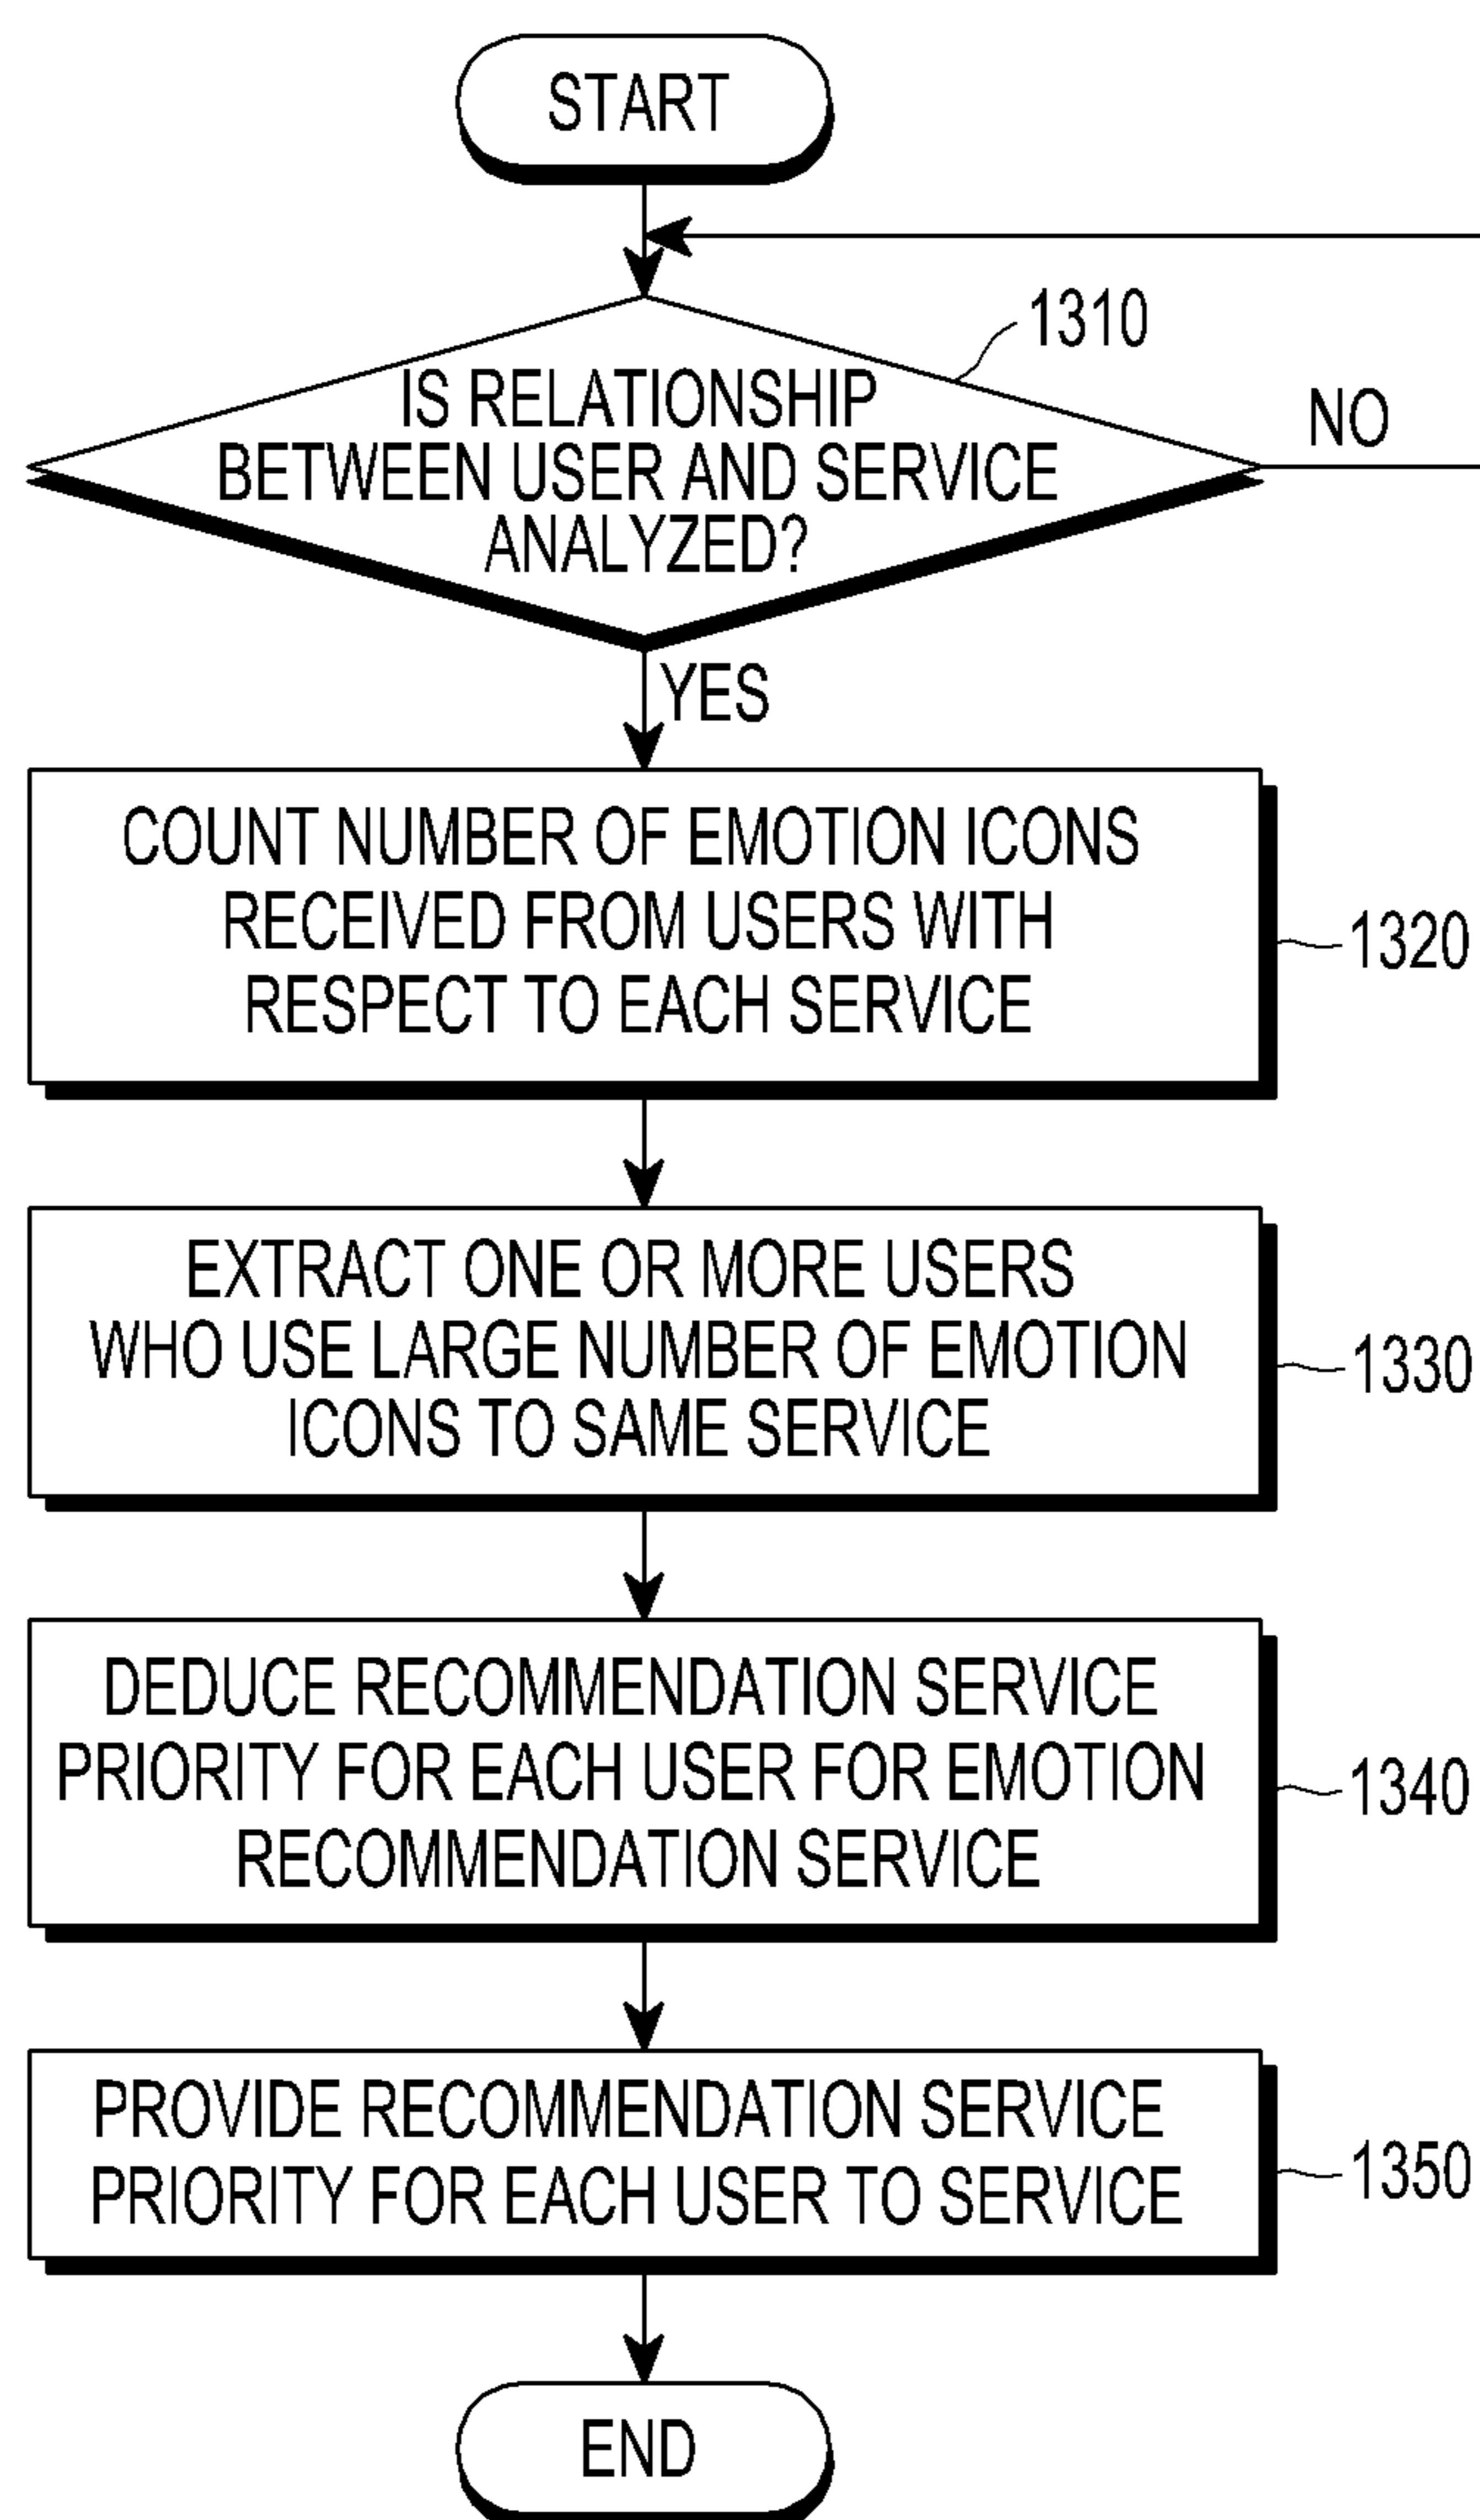 START
1310
IS RELATIONSHIP
BETWEEN USER AND SERVICE
ANALYZED?
NO
YES
COUNT NUMBER OF EMOTION ICONS
RECEIVED FROM USERS WITH
RESPECT TO EACH SERVICE
1320
EXTRACT ONE OR MORE USERS
WHO USE LARGE NUMBER OF EMOTION
ICONS TO SAME SERVICE
1330
DEDUCE RECOMMENDATION SERVICE
PRIORITY FOR EACH USER FOR EMOTION
RECOMMENDATION SERVICE
1340
PROVIDE RECOMMENDATION SERVICE
PRIORITY FOR EACH USER TO SERVICE
1350
END